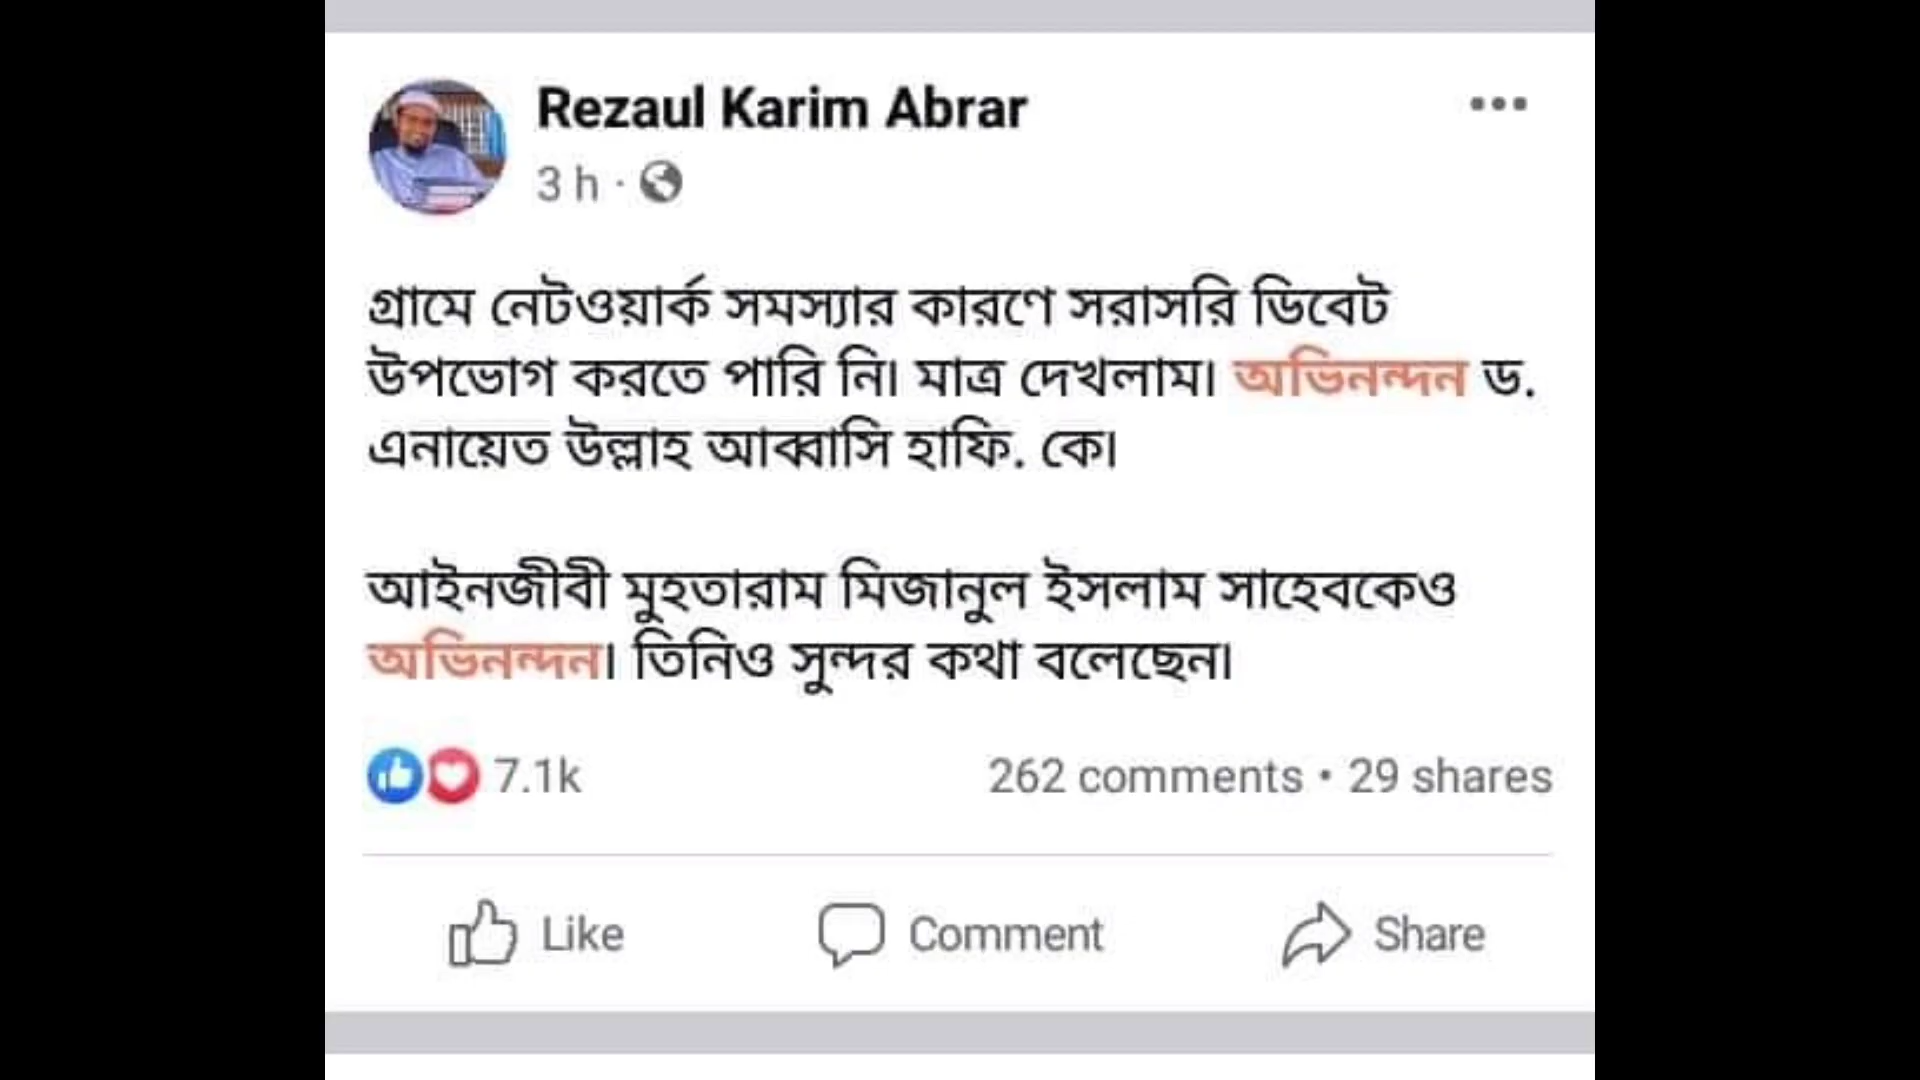 Rezaul Karim Abrar
3 h ·
গ্রামে নেটওয়ার্ক সমস্যার কারণে সরাসরি ডিবেট
উপভোগ করতে পারি নি। মাত্র দেখলাম। অভিনন্দন ড.
এনায়েত উল্লাহ আব্বাসি হাফি. কে।
আইনজীবী মুহতারাম মিজানুল ইসলাম সাহেবকেও
অভিনন্দন। তিনিও সুন্দর কথা বলেছেন।
7.1k 262 comments • 29 shares
Like Comment Share